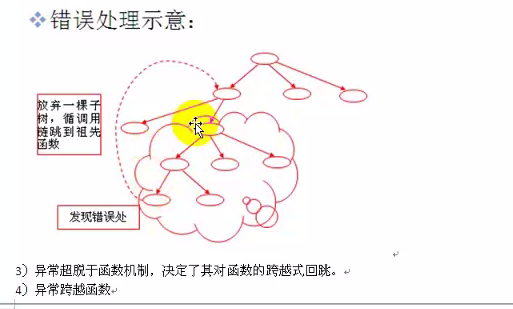 ❖错误处理示意：
放弃一棵子
树，循调用
链跳到祖先
函数
发现错误处
3）异常超脱于函数机制，决定了其对函数的跨越式回跳。
4）异常跨越函数